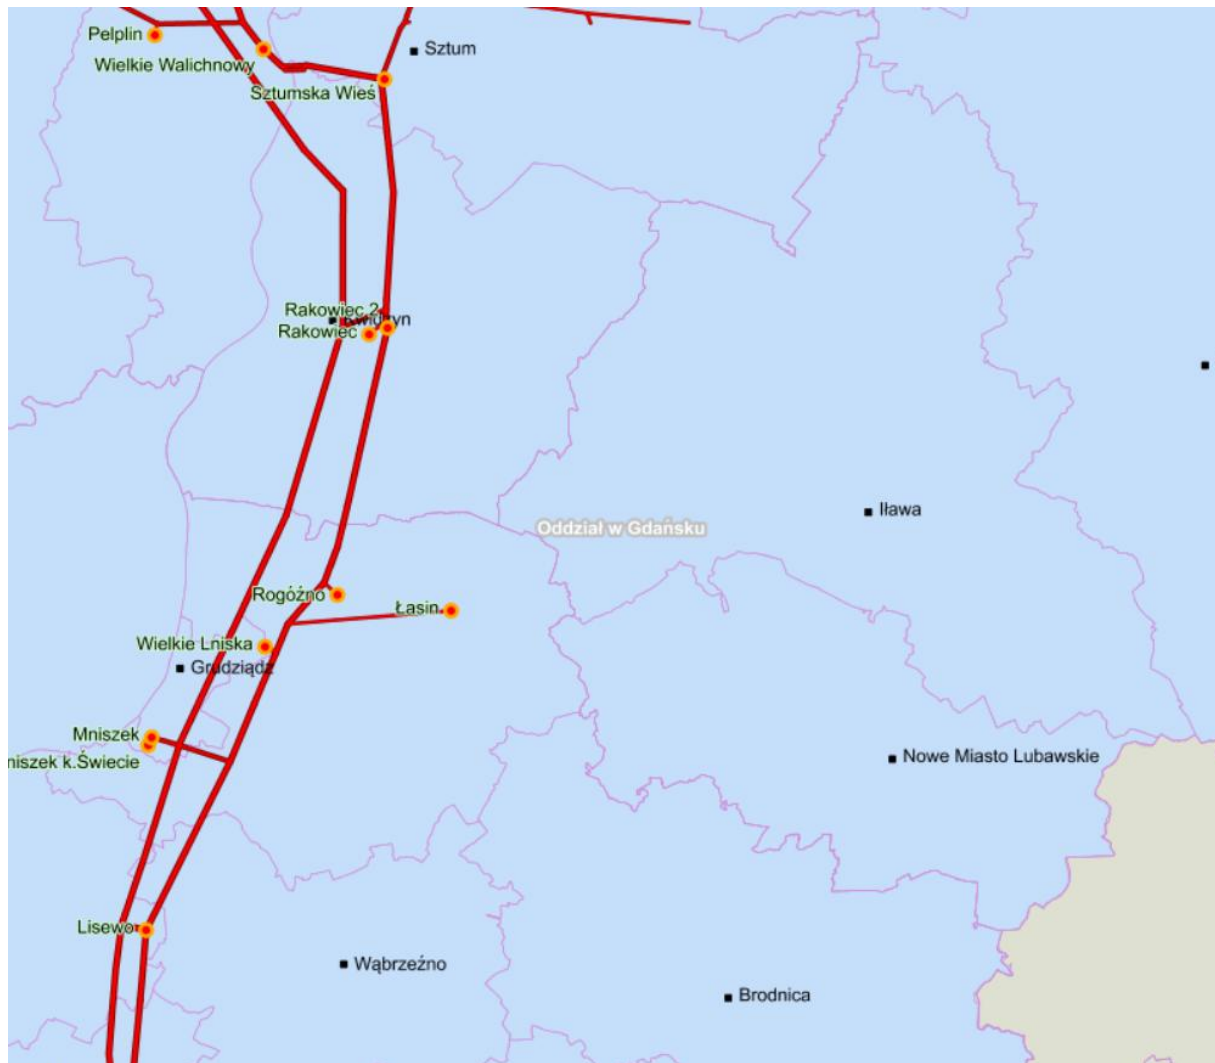 Pelplin
Sztum
Wielkie Walichnowy
Sztumska Wieś
Rakowiec 2
Kwidzyn
Rakowiec
Iława
Oddział w Gdańsku
Rogóźno
Łasin
Wielkie Lniska
Grudziądz
Mniszek
niszek k.Świecie
Nowe Miasto Lubawskie
Lisewo
Wąbrzeźno
Brodnica